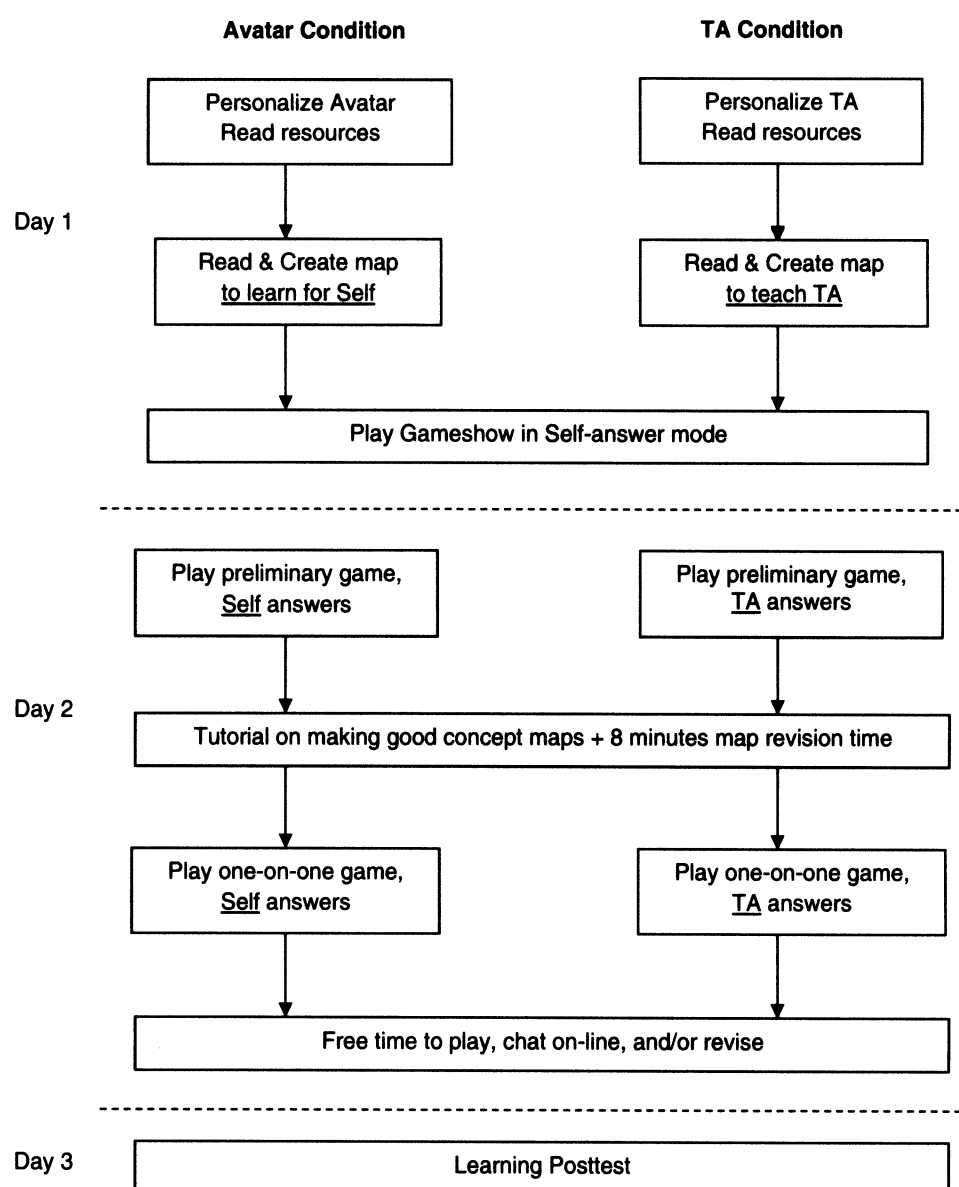 Avatar Condition
TA Condition
Personalize Avatar
Read resources
Personalize TA
Read resources
Day 1
Read & Create map
to learn for Self
Read & Create map
to teach TA
Play Gameshow in Self-answer mode
Play preliminary game,
Self answers
Play preliminary game,
TA answers
Day 2
Tutorial on making good concept maps + 8 minutes map revision time
Play one-on-one game,
Self answers
Play one-on-one game,
TA answers
Free time to play, chat on-line, and/or revise
Day 3
Learning Posttest